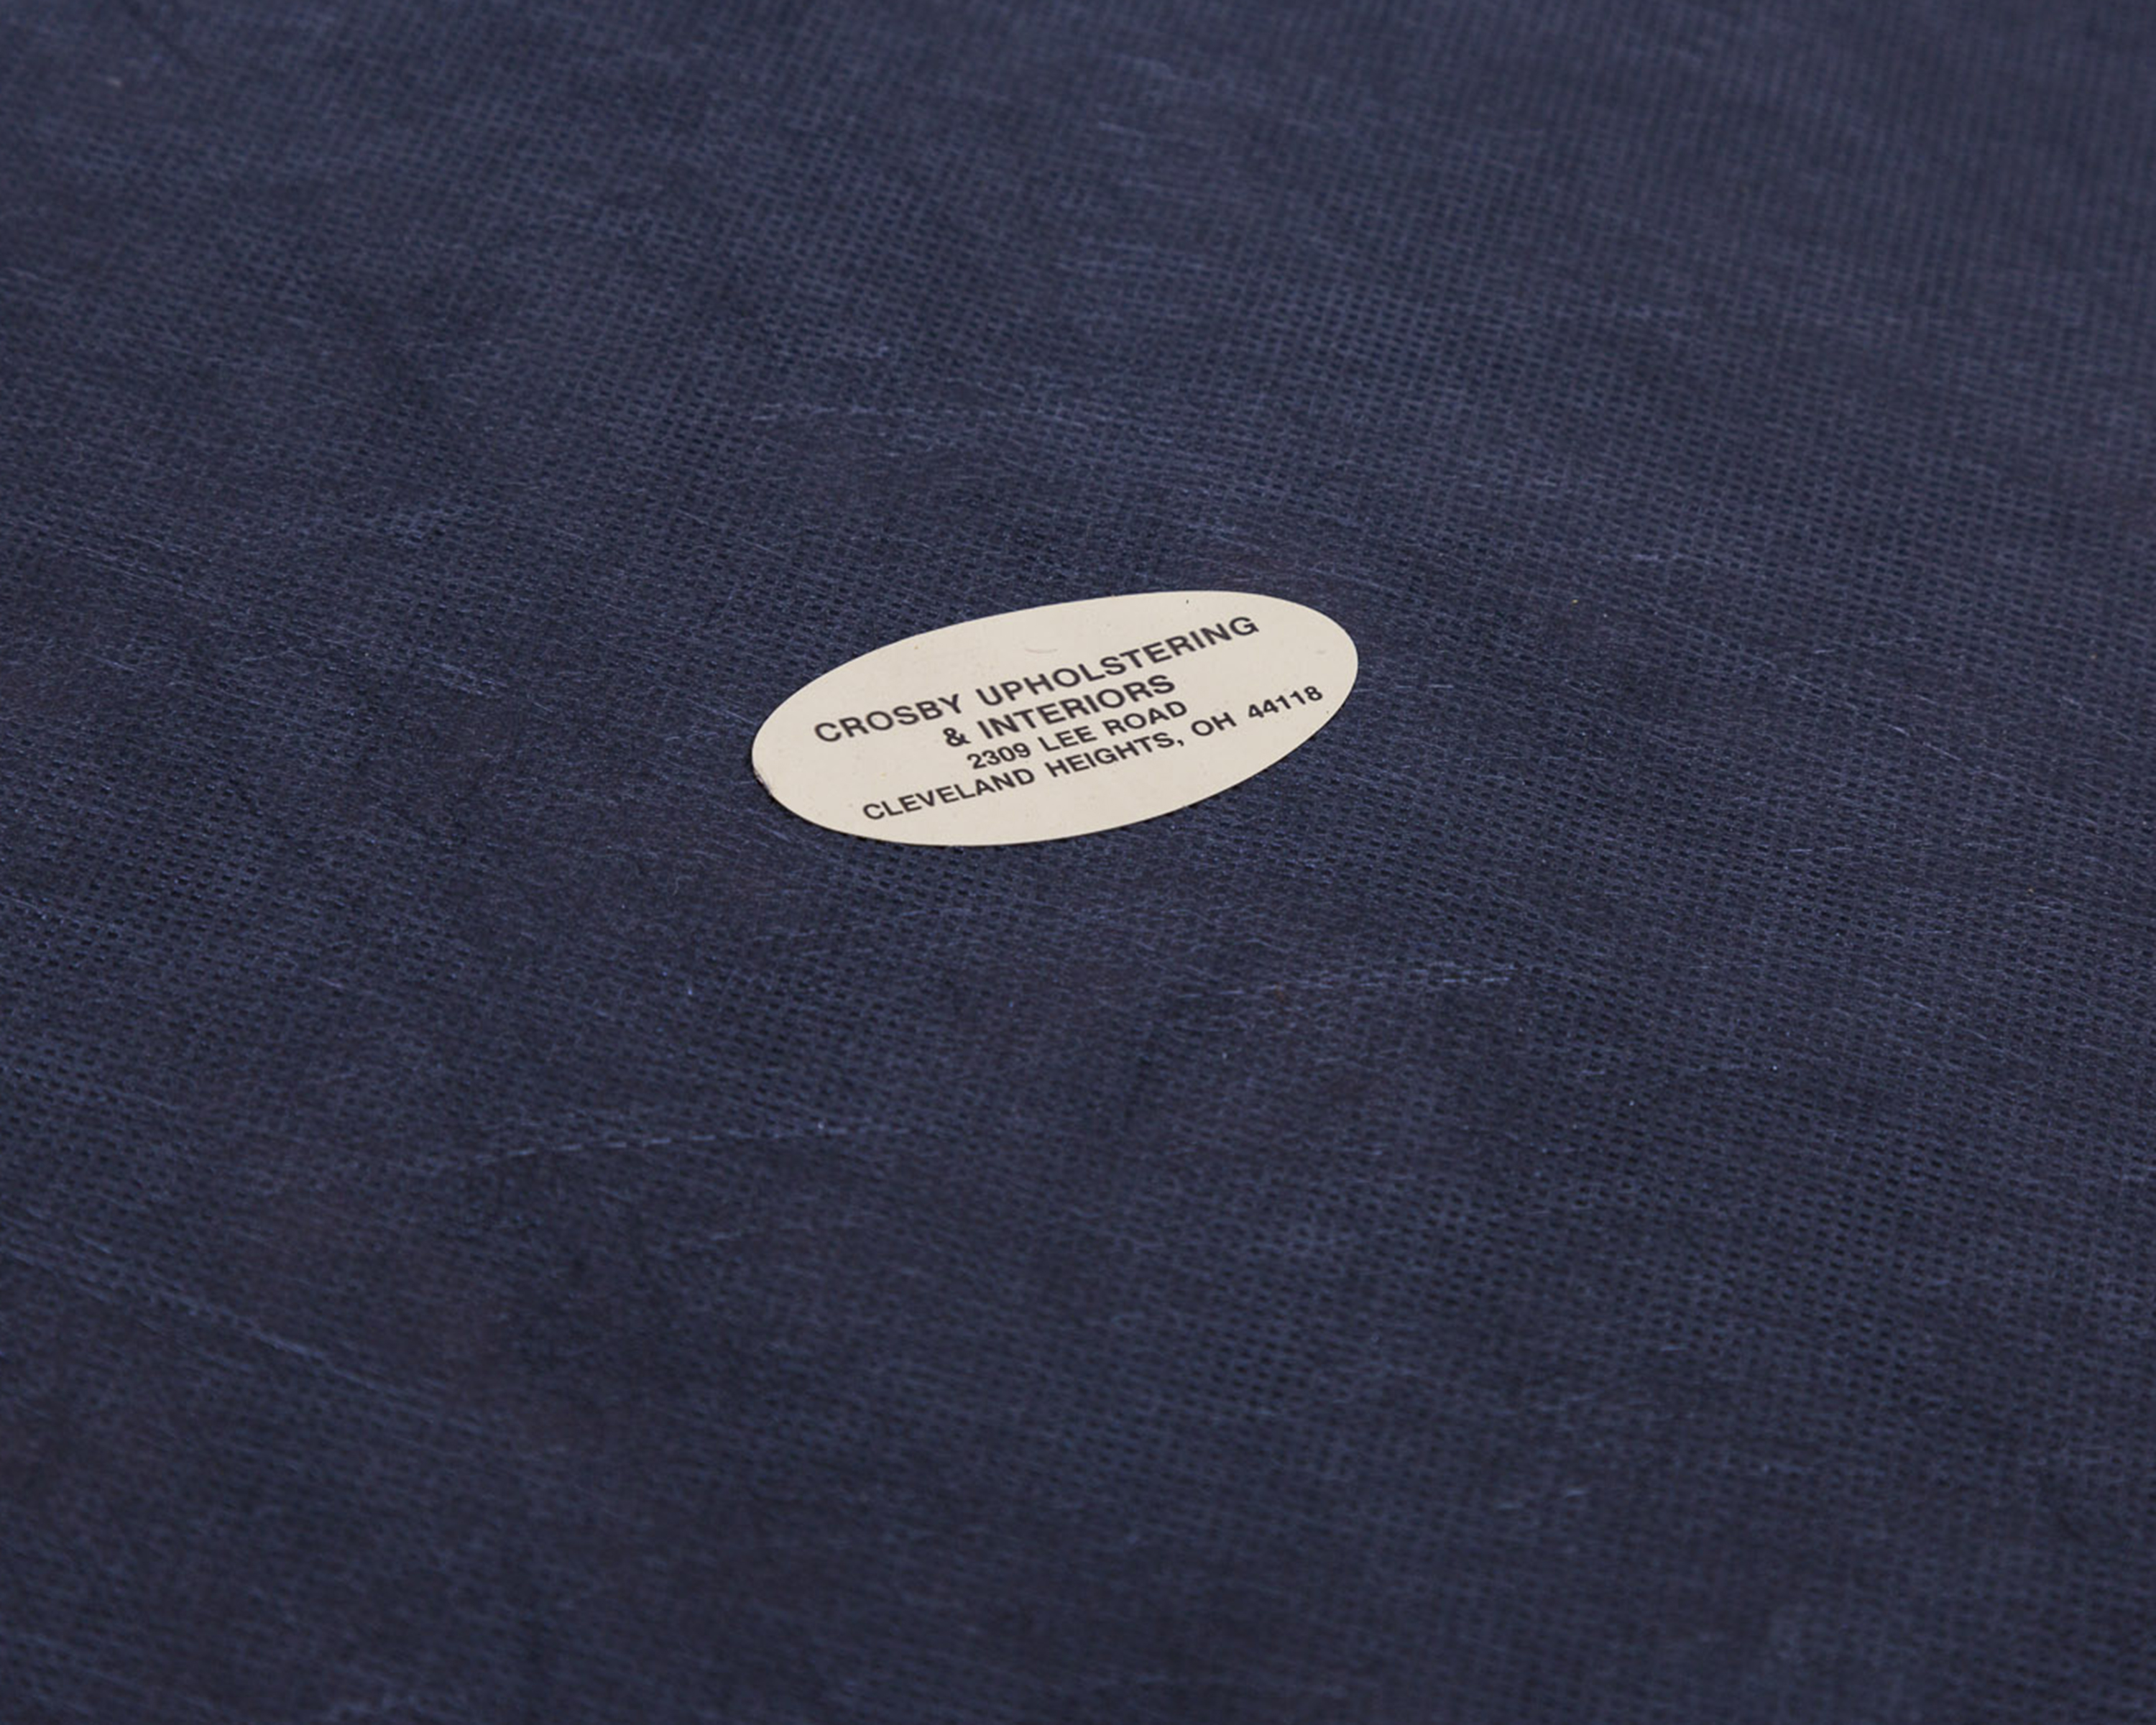 CROSBY UPHOLSTERING
& INTERIORS
2309 LEE ROAD
CLEVELAND HEIGHTS, OH 44118